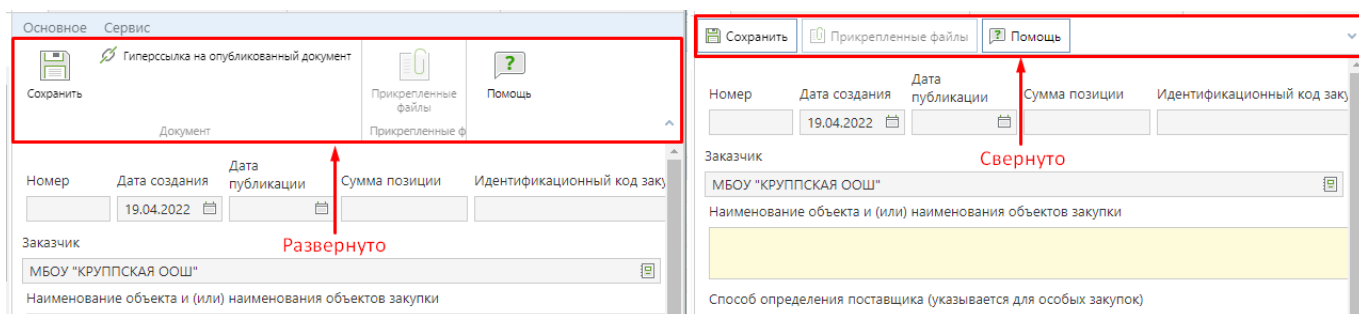 Основное Сервис
Гиперссылка на опубликованный документ
Сохранить
Прикрепленные
файлы
Помощь
Документ
Прикрепленные ф
Номер
Дата создания
Дата
публикации
Сумма позиции
Идентификационный код заку
19.04.2022
Развернуто
Заказчик
МБОУ "КРУППСКАЯ ООШ"
Наименование объекта и (или) наименования объектов закупки
Сохранить
Прикрепленные файлы
Помощь
Номер
Дата создания
Дата
публикации
Сумма позиции
Идентификационный код заку
19.04.2022
Свернуто
Заказчик
МБОУ "КРУППСКАЯ ООШ"
Наименование объекта и (или) наименования объектов закупки
Способ определения поставщика (указывается для особых закупок)